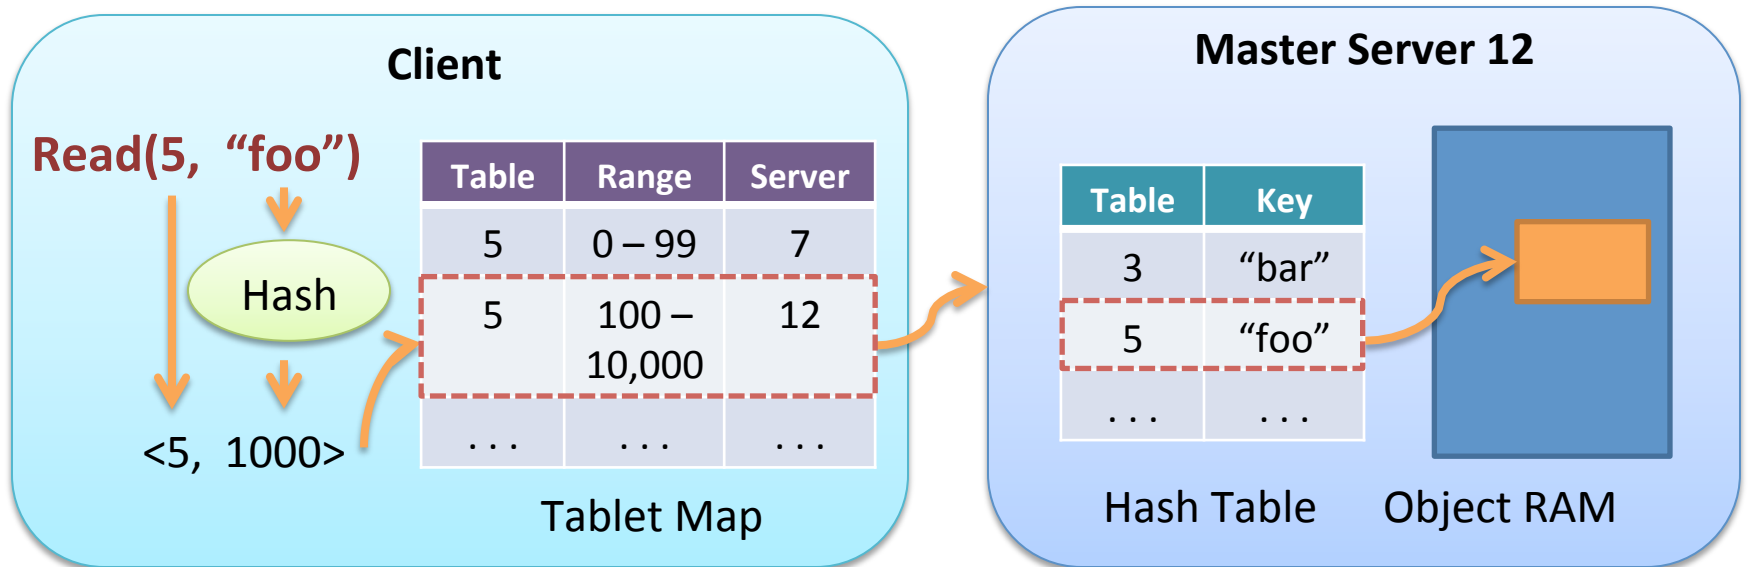 Client
Read(5, “foo”)
Hash
<5, 1000>
Table Range Server
5 0 – 99 7
5 100 – 12
10,000
. . . . . . . . .
Tablet Map
Master Server 12
Table Key
3 “bar”
5 “foo”
. . . . . .
Hash Table
Object RAM